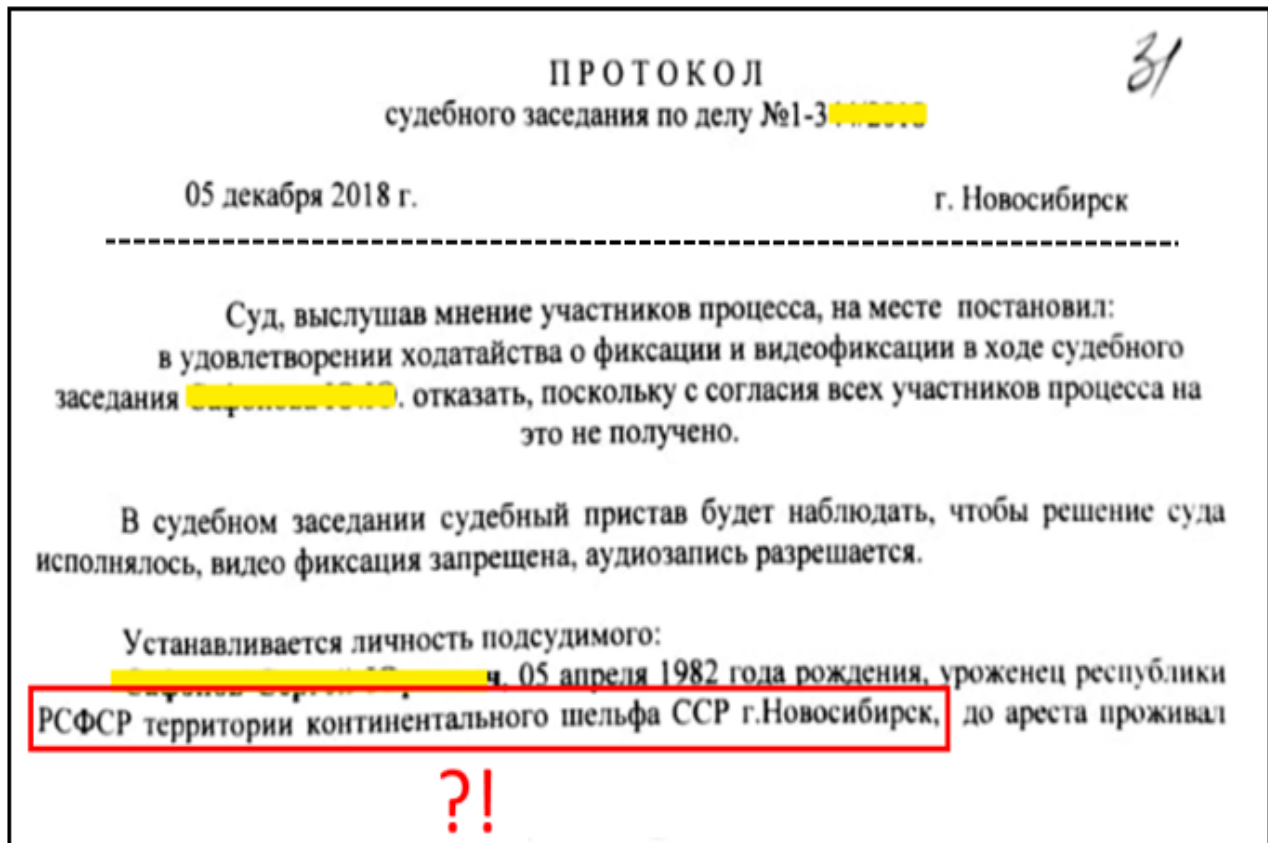 31
ПРОТОКОЛ
судебного заседания по делу №1-3
05 декабря 2018 г.
г. Новосибирск
Суд, выслушав мнение участников процесса, на месте постановил:
в удовлетворении ходатайства о фиксации и видеофиксации в ходе судебного
заседания отказать, поскольку с согласия всех участников процесса на
это не получено.
В судебном заседании судебный пристав будет наблюдать, чтобы решение суда
исполнялось, видео фиксация запрещена, аудиозапись разрешается.
Устанавливается личность подсудимого:
ч, 05 апреля 1982 года рождения, уроженец республики
РСФСР территории континентального шельфа ССР г.Новосибирск, до ареста проживал
?!